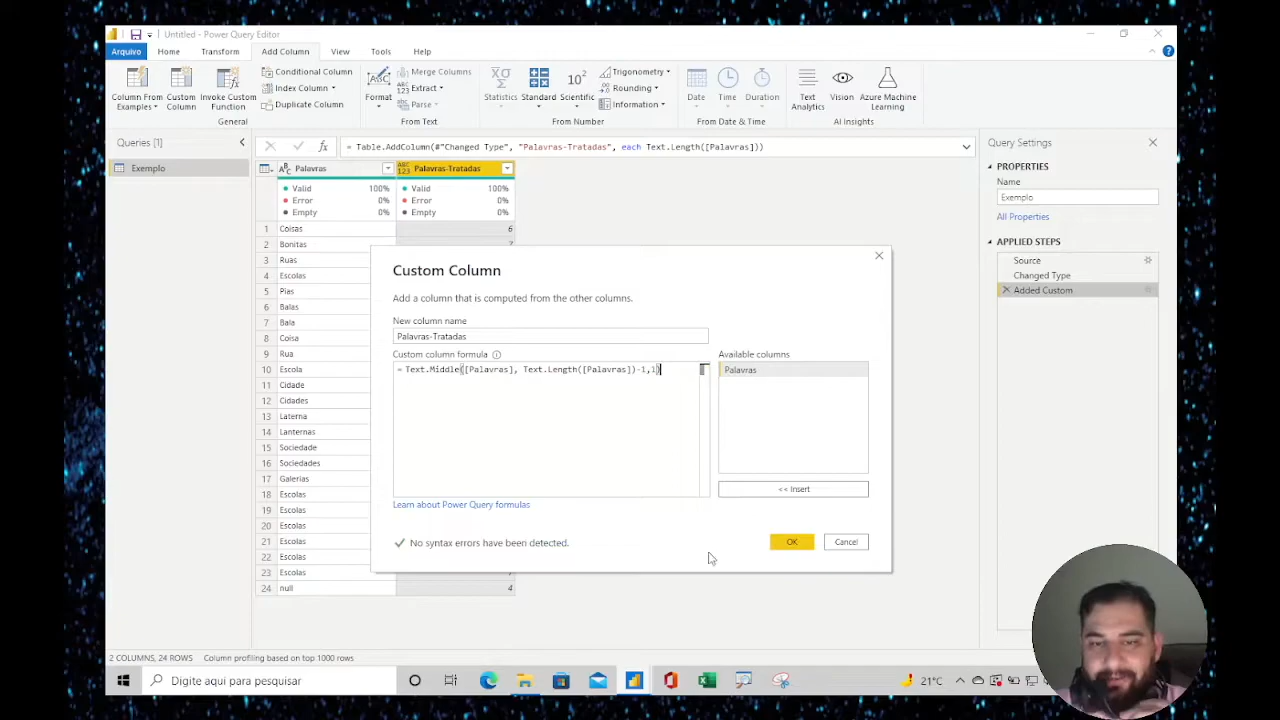 Untitled - Power Query Editor
Arquivo Home Transform Add Column View Tools Help
Column From Examples Custom Column Invoke Custom Function
Conditional Column
Index Column
Duplicate Column
General
Format
Merge Columns
Extract
Parse
From Text
Statistics Standard Scientific
Trigonometry
Rounding
Information
From Number
Date Time Duration
From Date & Time
Text Analytics Vision Azure Machine Learning
AI Insights
Queries [1]
Exemplo
= Table.AddColumn(#"Changed Type", "Palavras-Tratadas", each Text.Length([Palavras]))
Palavras Palavras-Tratadas
Valid 100% Valid 100%
Error 0% Error 0%
Empty 0% Empty 0%
1 Coisas 6
2 Bonitas 7
3 Ruas
4 Escolas
5 Pias
6 Balas
7 Bala
8 Coisa
9 Rua
10 Escola
11 Cidade
12 Cidade
13 Laterna
14 Lanternas
15 Sociedade
16 Sociedades
17 Galerias
18 Escolas
19 Escolas
20 Escolas
21 Escolas
22 Escolas
23 Escolas 7
24 null 4
Custom Column
Add a column that is computed from the other columns.
New column name
Palavras-Tratadas
Custom column formula
= Text.Middle([Palavras], Text.Length([Palavras])-1,1)
Available columns
Palavras
<< Insert
Learn about Power Query formulas
No syntax errors have been detected.
OK Cancel
Query Settings
PROPERTIES
Name
Exemplo
All Properties
APPLIED STEPS
Source
Changed Type
Added Custom
2 COLUMNS, 24 ROWS Column profiling based on top 1000 rows
Digite aqui para pesquisar
21°C